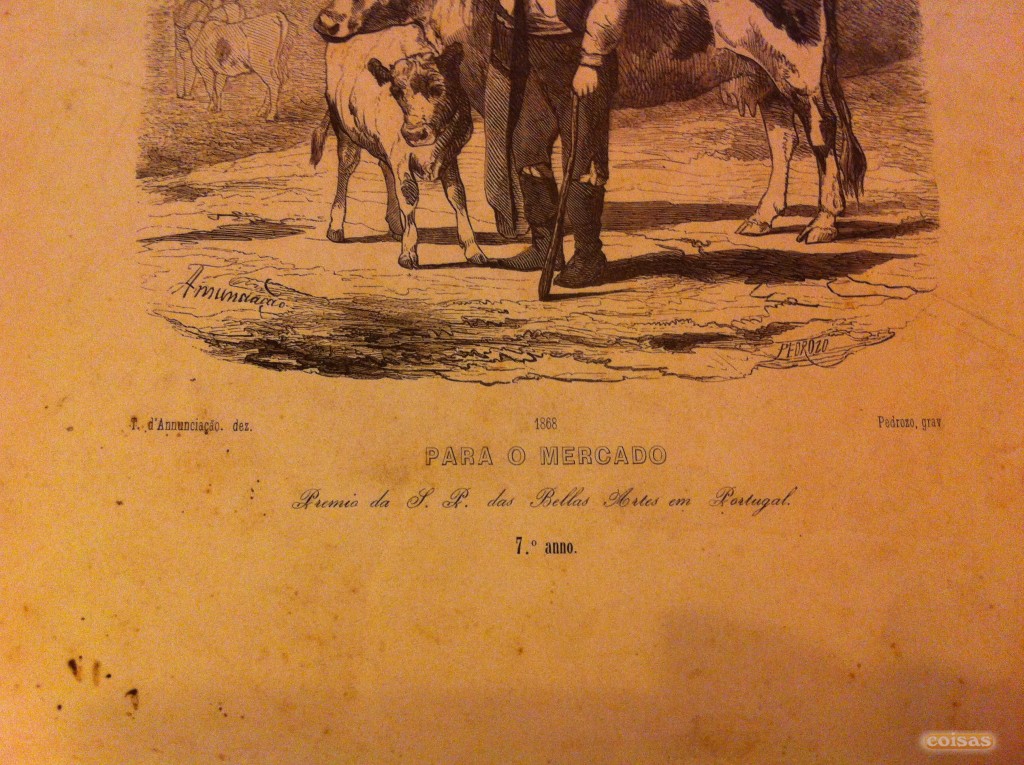 Annunciação.
PEDROZO
T. d'Annunciação. dez.
1868
Pedrozo, grav
PARA O MERCADO
Premio da S. P. das Bellas Artes em Portugal.
7.º anno.
coisas